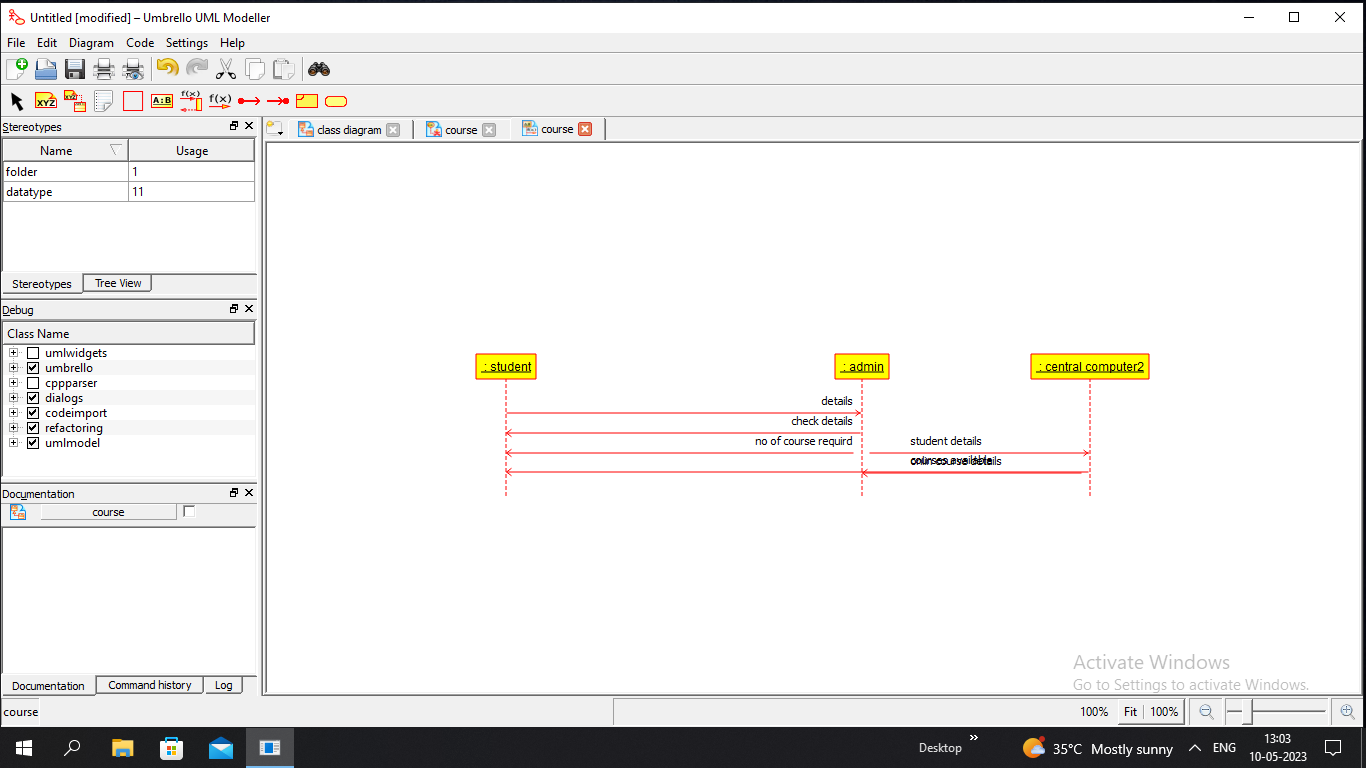 Untitled [modified] – Umbrello UML Modeller
File Edit Diagram Code Settings Help
XYZ XYZ A:B f(x) f(x)
Stereotypes
class diagram course course
Name Usage
folder 1
datatype 11
Stereotypes Tree View
Debug
Class Name
umlwidgets
umbrello
cppparser
dialogs
codeimport
refactoring
umlmodel
Documentation
course
Documentation Command history Log
: student : admin : central computer2
details
check details
no of course requird student details
course details
Activate Windows
Go to Settings to activate Windows.
course 100% Fit 100%
Desktop » 35°C Mostly sunny ENG 13:03
10-05-2023